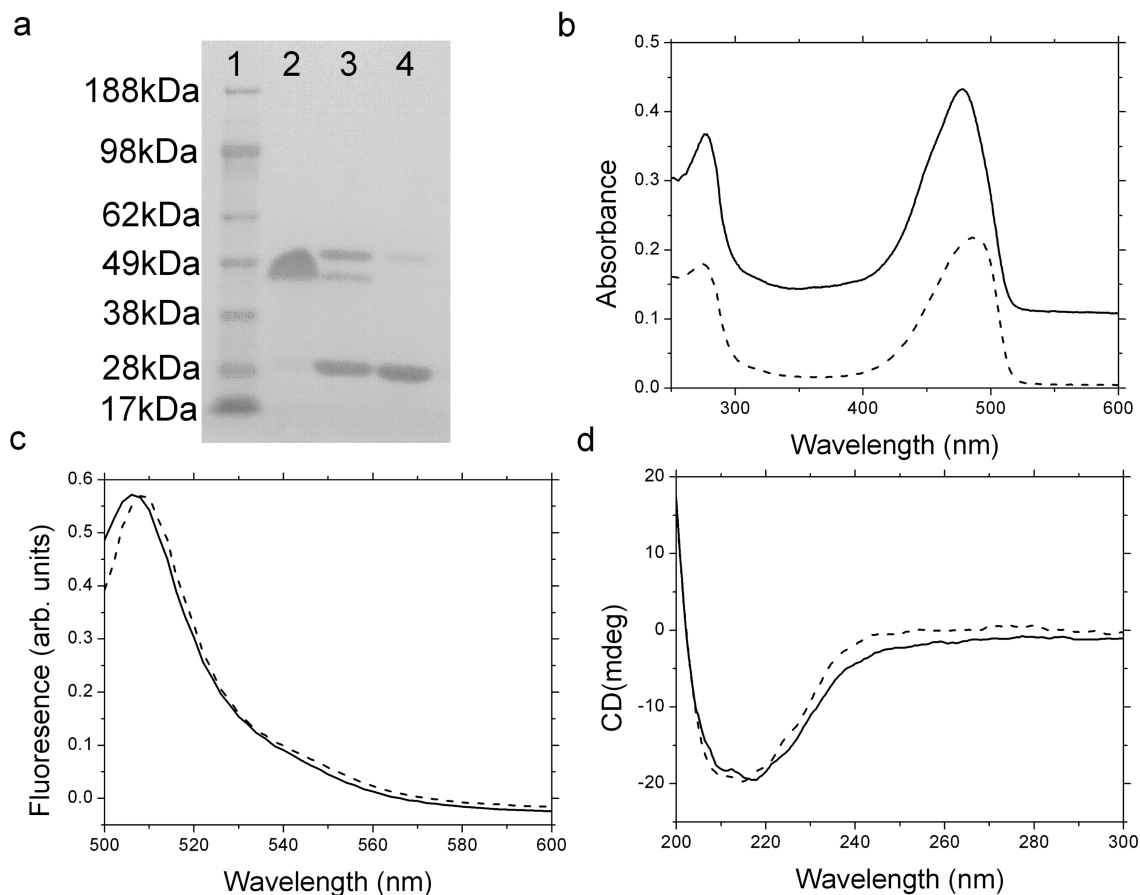 a
1 2 3 4
188kDa
98kDa
62kDa
49kDa
38kDa
28kDa
17kDa
b
0.5
0.4
0.3
0.2
0.1
0.0
Absorbance
300 400 500 600
Wavelength (nm)
c
0.6
0.5
0.4
0.3
0.2
0.1
0.0
Fluoresence (arb. units)
500 520 540 560 580 600
Wavelength (nm)
d
20
10
0
-10
-20
CD(mdeg)
200 220 240 260 280 300
Wavelength (nm)